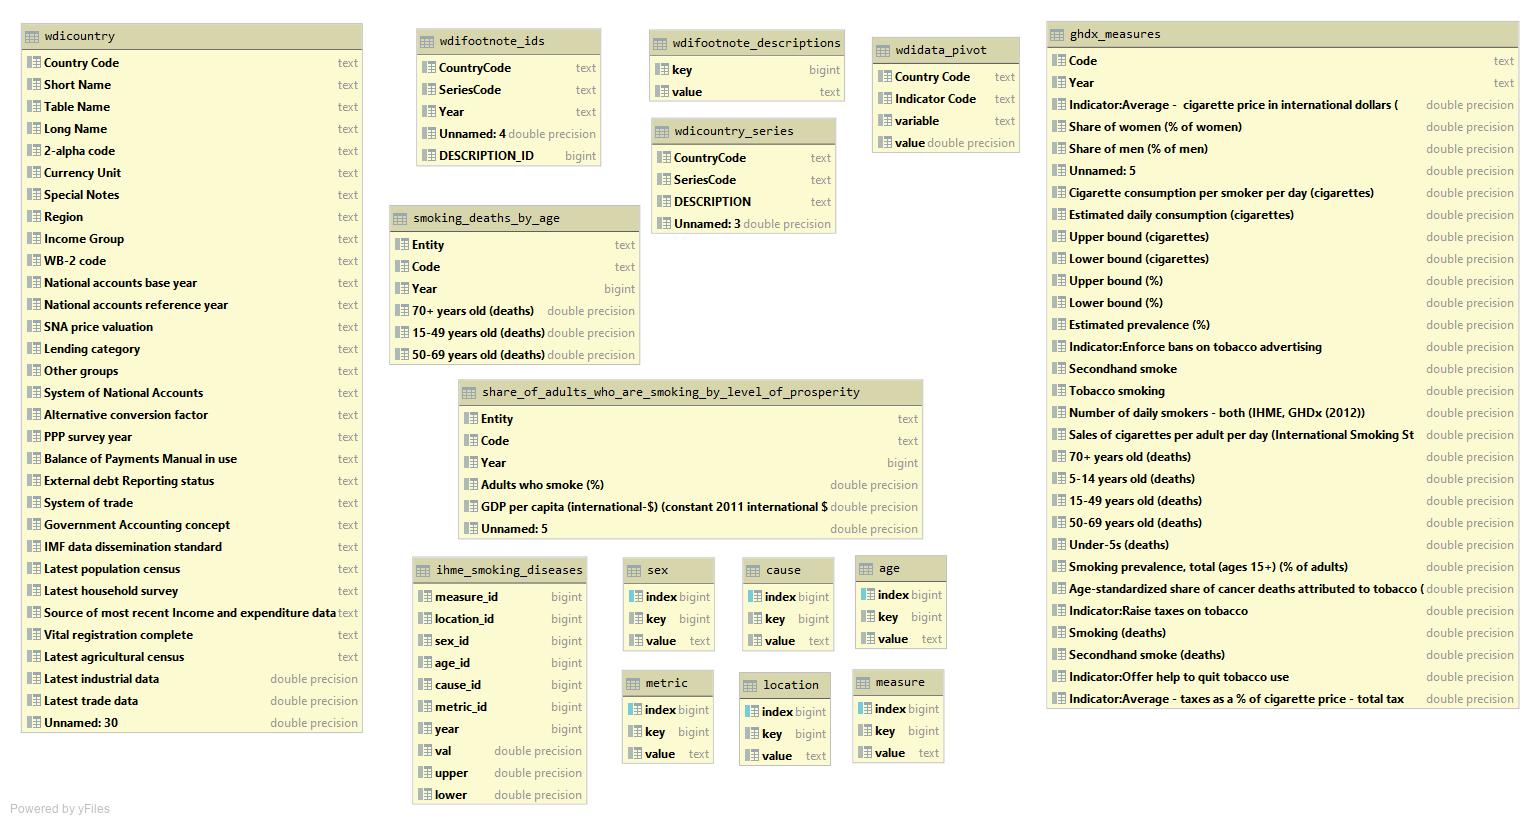 wdicountry
Country Code text
Short Name text
Table Name text
Long Name text
2-alpha code text
Currency Unit text
Special Notes text
Region text
Income Group text
WB-2 code text
National accounts base year text
National accounts reference year text
SNA price valuation text
Lending category text
Other groups text
System of National Accounts text
Alternative conversion factor text
PPP survey year text
Balance of Payments Manual in use text
External debt Reporting status text
System of trade text
Government Accounting concept text
IMF data dissemination standard text
Latest population census text
Latest household survey text
Source of most recent Income and expenditure data text
Vital registration complete text
Latest agricultural census text
Latest industrial data double precision
Latest trade data double precision
Unnamed: 30 double precision
wdifootnote_ids
CountryCode text
SeriesCode text
Year text
Unnamed: 4 double precision
DESCRIPTION_ID bigint
wdifootnote_descriptions
key bigint
value text
wdicountry_series
CountryCode text
SeriesCode text
DESCRIPTION text
Unnamed: 3 double precision
wdidata_pivot
Country Code text
Indicator Code text
variable text
value double precision
smoking_deaths_by_age
Entity text
Code text
Year bigint
70+ years old (deaths) double precision
15-49 years old (deaths) double precision
50-69 years old (deaths) double precision
share_of_adults_who_are_smoking_by_level_of_prosperity
Entity text
Code text
Year bigint
Adults who smoke (%) double precision
GDP per capita (international-$) (constant 2011 international $ double precision
Unnamed: 5 double precision
ihme_smoking_diseases
measure_id bigint
location_id bigint
sex_id bigint
age_id bigint
cause_id bigint
metric_id bigint
year bigint
val double precision
upper double precision
lower double precision
sex
index bigint
key bigint
value text
cause
index bigint
key bigint
value text
age
index bigint
key bigint
value text
metric
index bigint
key bigint
value text
location
index bigint
key bigint
value text
measure
index bigint
key bigint
value text
ghdx_measures
Code text
Year text
Indicator:Average - cigarette price in international dollars ( double precision
Share of women (% of women) double precision
Share of men (% of men) double precision
Unnamed: 5 double precision
Cigarette consumption per smoker per day (cigarettes) double precision
Estimated daily consumption (cigarettes) double precision
Upper bound (cigarettes) double precision
Lower bound (cigarettes) double precision
Upper bound (%) double precision
Lower bound (%) double precision
Estimated prevalence (%) double precision
Indicator:Enforce bans on tobacco advertising double precision
Secondhand smoke double precision
Tobacco smoking double precision
Number of daily smokers - both (IHME, GHDx (2012)) double precision
Sales of cigarettes per adult per day (International Smoking St double precision
70+ years old (deaths) double precision
5-14 years old (deaths) double precision
15-49 years old (deaths) double precision
50-69 years old (deaths) double precision
Under-5s (deaths) double precision
Smoking prevalence, total (ages 15+) (% of adults) double precision
Age-standardized share of cancer deaths attributed to tobacco ( double precision
Indicator:Raise taxes on tobacco double precision
Smoking (deaths) double precision
Secondhand smoke (deaths) double precision
Indicator:Offer help to quit tobacco use double precision
Indicator:Average - taxes as a % of cigarette price - total tax double precision
Powered by yFiles